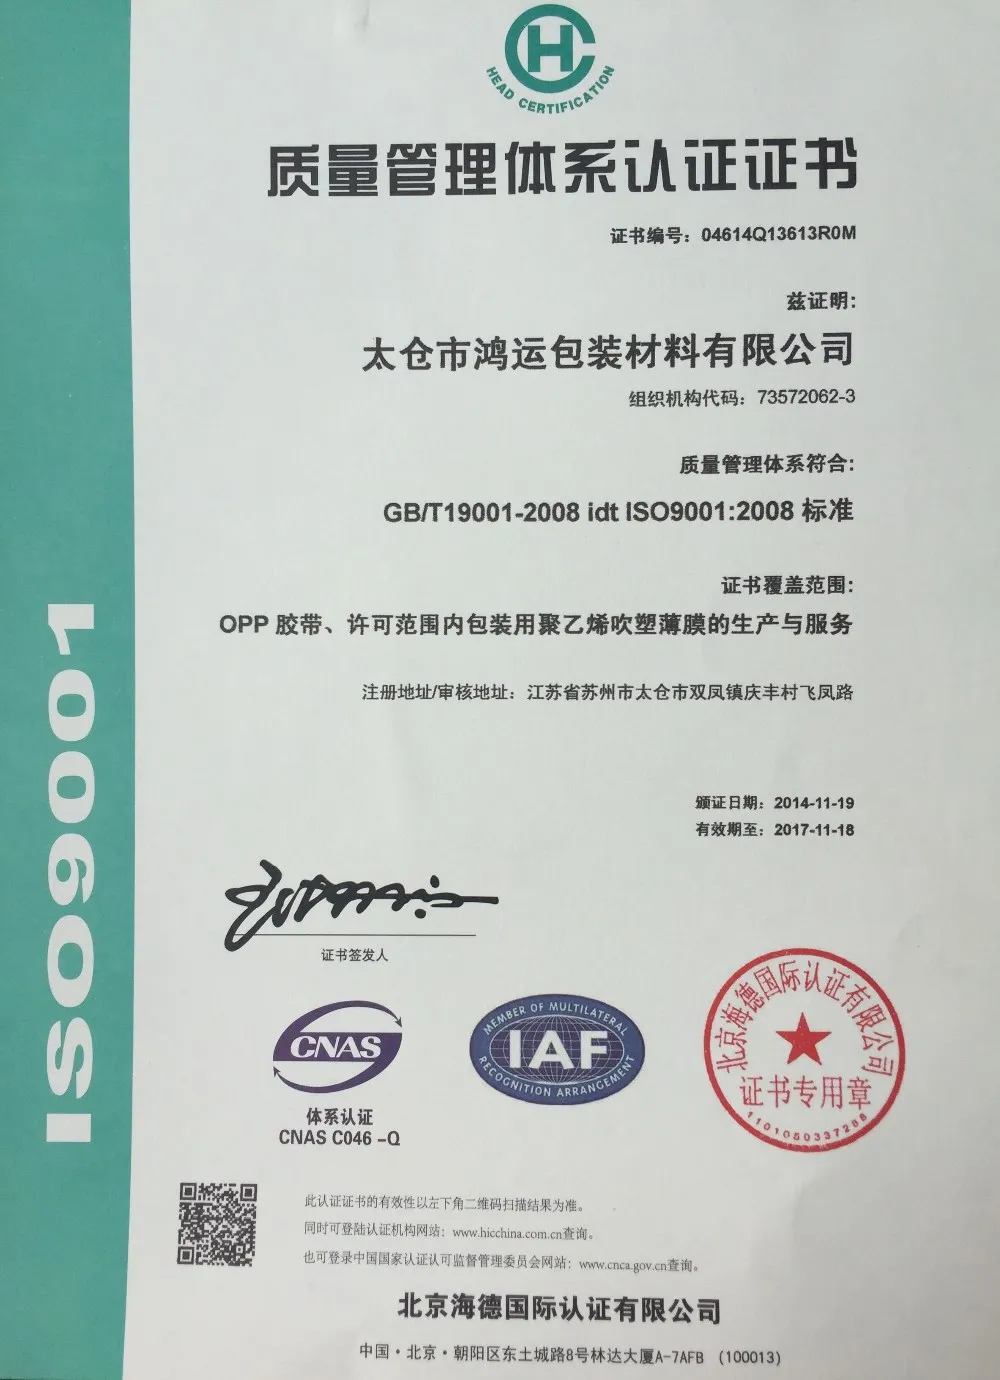 HEAD CERTIFICATION
质量管理体系认证证书
证书编号：04614Q13613R0M
兹证明:
太仓市鸿运包装材料有限公司
组织机构代码：73572062-3
质量管理体系符合:
GB/T19001-2008 idt ISO9001:2008 标准
证书覆盖范围:
OPP 胶带、许可范围内包装用聚乙烯吹塑薄膜的生产与服务
注册地址/审核地址：江苏省苏州市太仓市双凤镇庆丰村飞凤路
颁证日期：2014-11-19
有效期至：2017-11-18
证书签发人
ISO9001
CNAS
体系认证
CNAS C046 -Q
MEMBER OF MULTILATERAL
IAF
RECOGNITION ARRANGEMENT
北京海德国际认证有限公司
证书专用章
1101050337288
此认证证书的有效性以左下角二维码扫描结果为准。
同时可登陆认证机构网站：www.hicchina.com.cn查询。
也可登录中国国家认证认可监督管理委员会网站：www.cnca.gov.cn查询。
北京海德国际认证有限公司
中国·北京·朝阳区东土城路8号林达大厦A-7AFB （100013）